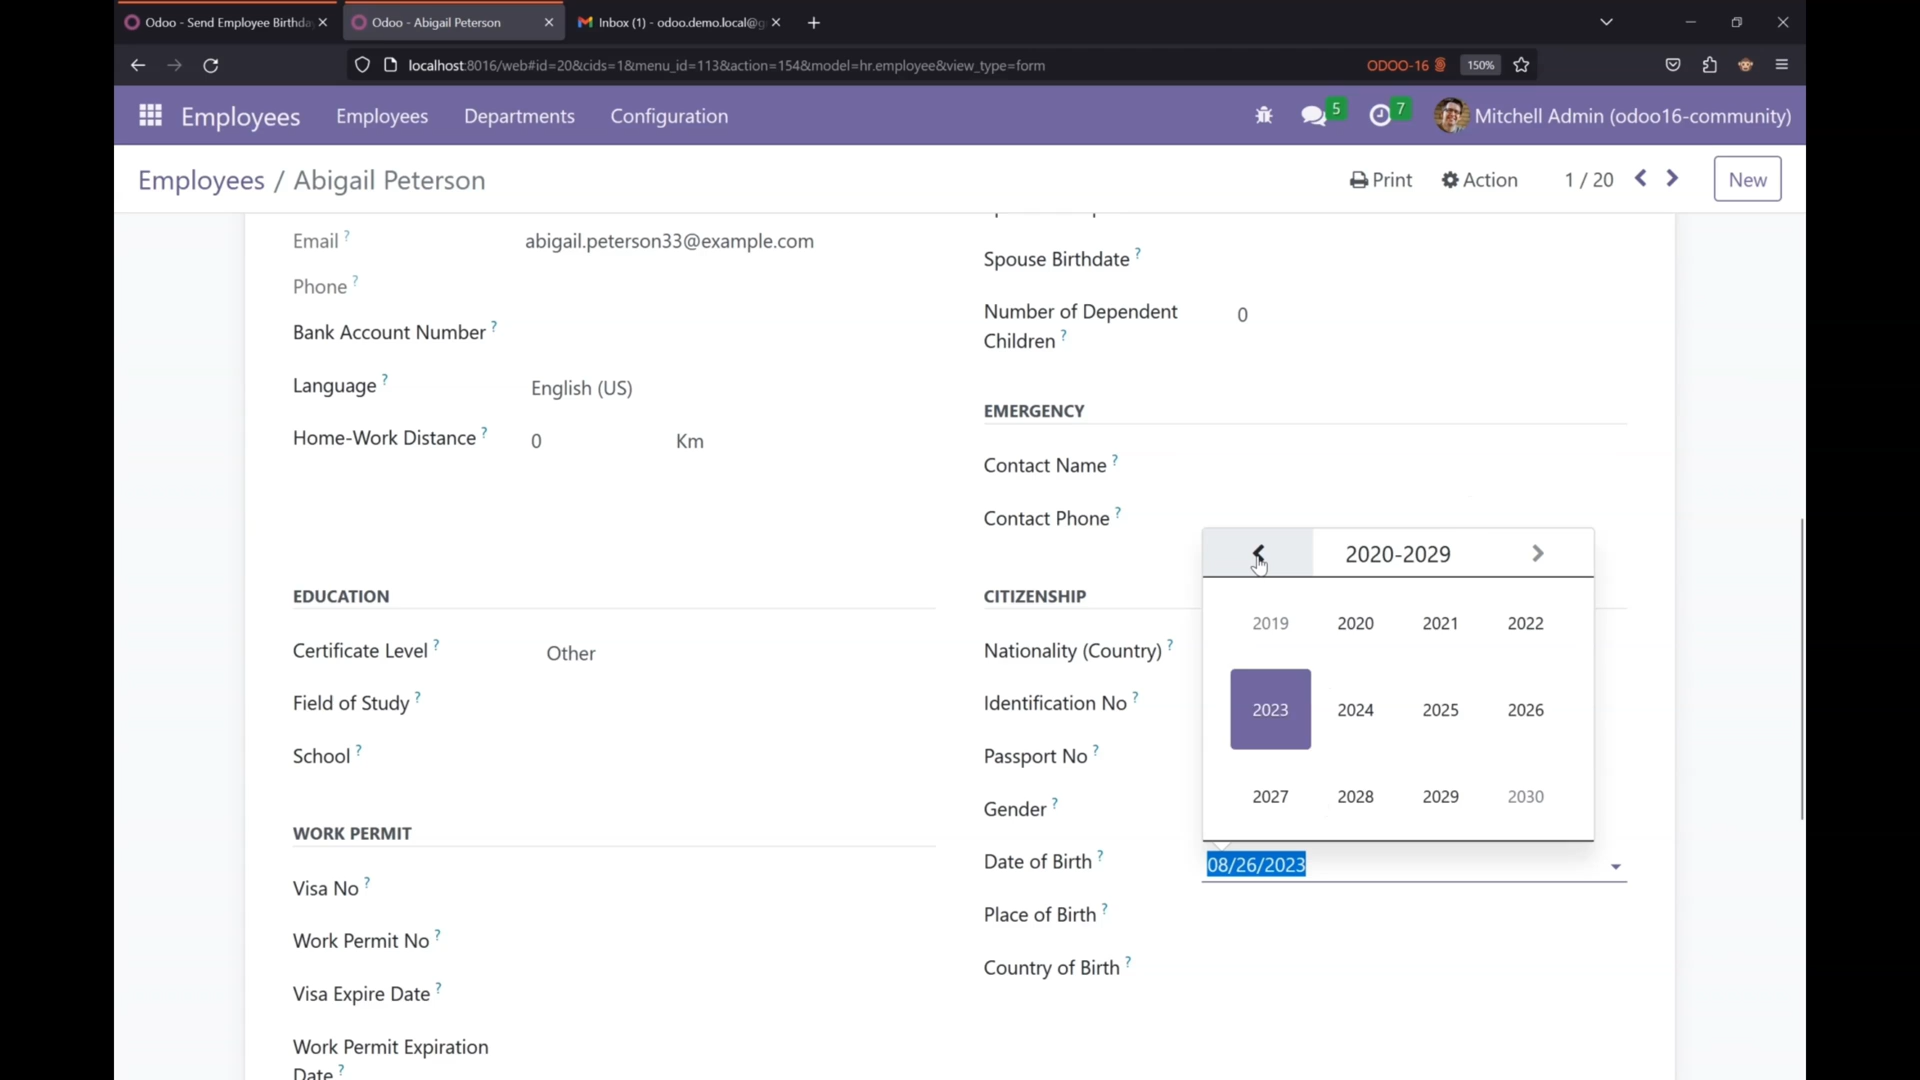 Odoo - Send Employee Birthda
Odoo - Abigail Peterson
Inbox (1) - odoo.demo.local@g
localhost:8016/web#id=20&cids=1&menu_id=113&action=154&model=hr.employee&view_type=form
ODOO-16
150%
Employees
Employees
Departments
Configuration
5
7
Mitchell Admin (odoo16-community)
Employees / Abigail Peterson
Print
Action
1 / 20
New
Email ?
abigail.peterson33@example.com
Phone ?
Bank Account Number ?
Language ?
English (US)
Home-Work Distance ?
0
Km
Spouse Birthdate ?
Number of Dependent
Children ?
0
EMERGENCY
Contact Name ?
Contact Phone ?
EDUCATION
Certificate Level ?
Other
Field of Study ?
School ?
WORK PERMIT
Visa No ?
Work Permit No ?
Visa Expire Date ?
Work Permit Expiration
Date ?
CITIZENSHIP
Nationality (Country) ?
Identification No ?
Passport No ?
Gender ?
Date of Birth ?
08/26/2023
Place of Birth ?
Country of Birth ?
2020-2029
2019 2020 2021 2022
2023 2024 2025 2026
2027 2028 2029 2030